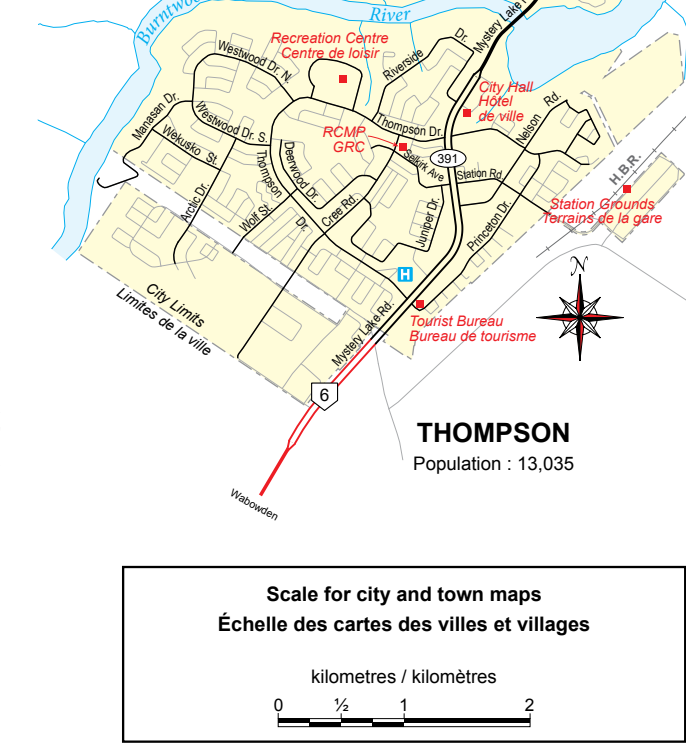 Burntwoo
River
Mystery Lake R
Recreation Centre
Centre de loisir
Westwood Dr. N.
Riverside Dr.
City Hall
Hôtel
de ville
Manasan Dr.
Westwood Dr. S.
Thompson Dr.
Nelson Rd.
RCMP
GRC
Wekusko St.
Selkirk Ave
391
Thompson Dr.
Deerwood Dr.
Station Rd.
H.B.R.
Arctic Dr.
Wolf St.
Cree Rd.
Juniper Dr.
Princeton Dr.
Station Grounds
Terrains de la gare
N
H
City Limits
Limites de la ville
Mystery Lake Rd.
Tourist Bureau
Bureau de tourisme
6
THOMPSON
Population : 13,035
Wabowden
Scale for city and town maps
Échelle des cartes des villes et villages
kilometres / kilomètres
0 ½ 1 2